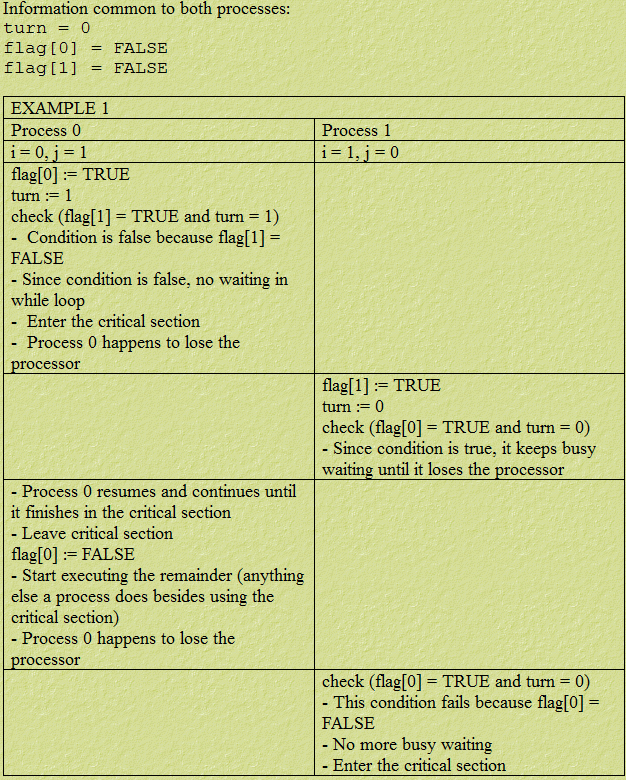 Information common to both processes:
turn = 0
flag[0] = FALSE
flag[1] = FALSE
EXAMPLE 1
Process 0
Process 1
i = 0, j = 1
i = 1, j = 0
flag[0] := TRUE
turn := 1
check (flag[1] = TRUE and turn = 1)
- Condition is false because flag[1] =
FALSE
- Since condition is false, no waiting in
while loop
- Enter the critical section
- Process 0 happens to lose the
processor
flag[1] := TRUE
turn := 0
check (flag[0] = TRUE and turn = 0)
- Since condition is true, it keeps busy
waiting until it loses the processor
- Process 0 resumes and continues until
it finishes in the critical section
- Leave critical section
flag[0] := FALSE
- Start executing the remainder (anything
else a process does besides using the
critical section)
- Process 0 happens to lose the
processor
check (flag[0] = TRUE and turn = 0)
- This condition fails because flag[0] =
FALSE
- No more busy waiting
- Enter the critical section